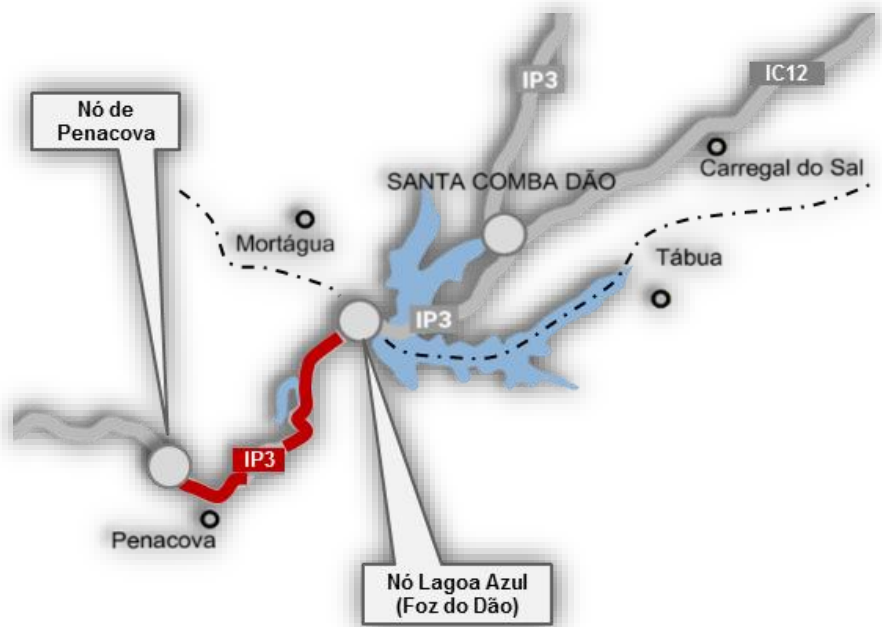 IP3
IC12
Nó de
Penacova
Carregal do Sal
SANTA COMBA DÃO
Mortágua
Tábua
IP3
IP3
Penacova
Nó Lagoa Azul
(Foz do Dão)